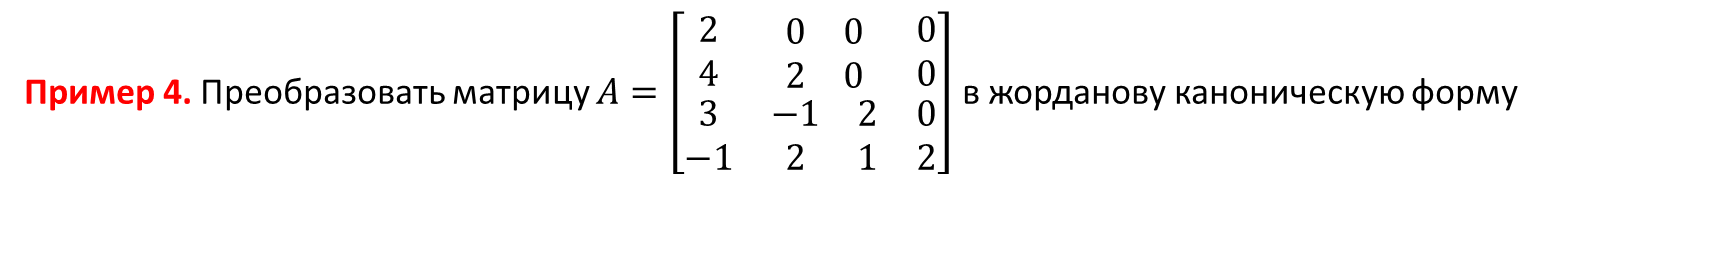 Пример 4. Преобразовать матрицу A = [2 0 0 0
4 2 0 0
3 −1 2 0
−1 2 1 2] в жорданову каноническую форму